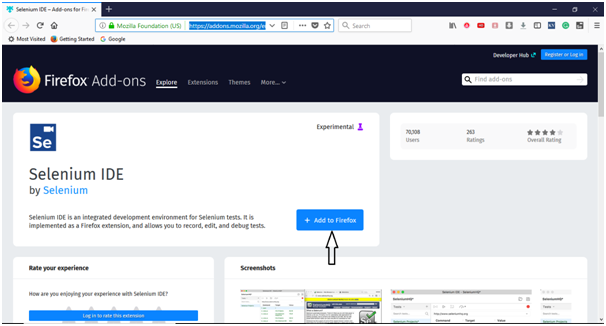 Selenium IDE – Add-ons for Fi
Mozilla Foundation (US)
https://addons.mozilla.org/e
Search
Most Visited
Getting Started
Google
Developer Hub
Register or Log in
Firefox Add-ons
Explore
Extensions
Themes
More...
Find add-ons
Experimental
Se
Selenium IDE
by Selenium
Selenium IDE is an integrated development environment for Selenium tests. It is
implemented as a Firefox extension, and allows you to record, edit, and debug tests.
+ Add to Firefox
70,108
Users
263
Ratings
Overall Rating
Rate your experience
How are you enjoying your experience with Selenium IDE?
Log in to rate this extension
Screenshots